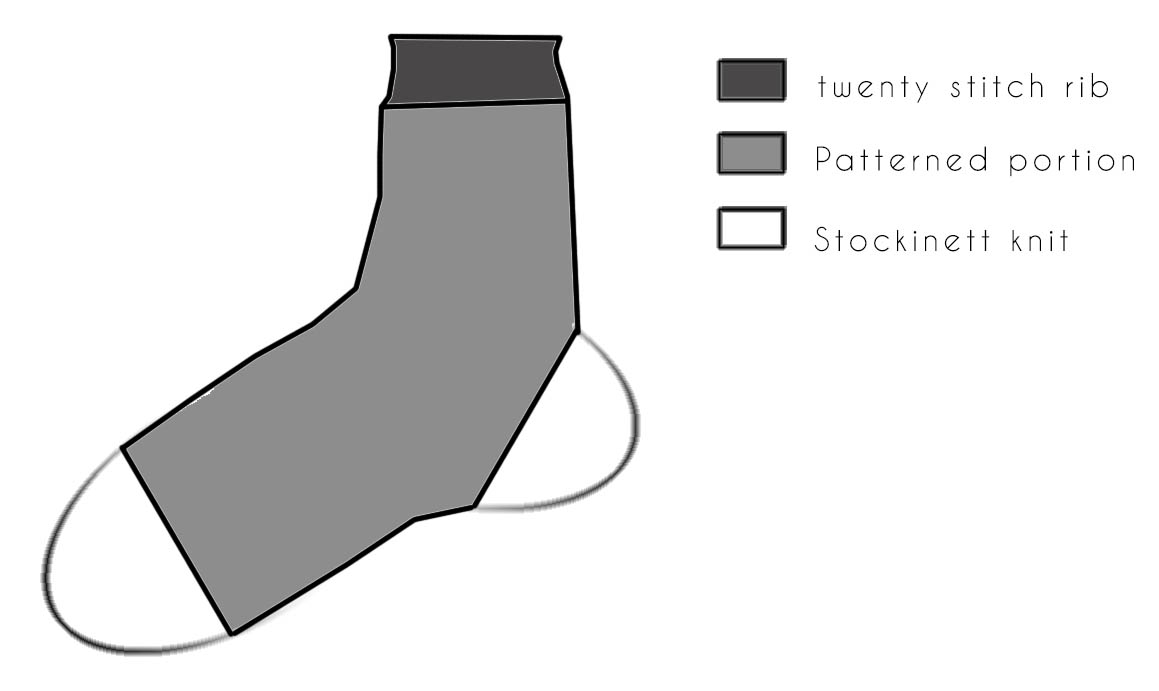 twenty stitch rib
Patterned portion
Stockinett knit